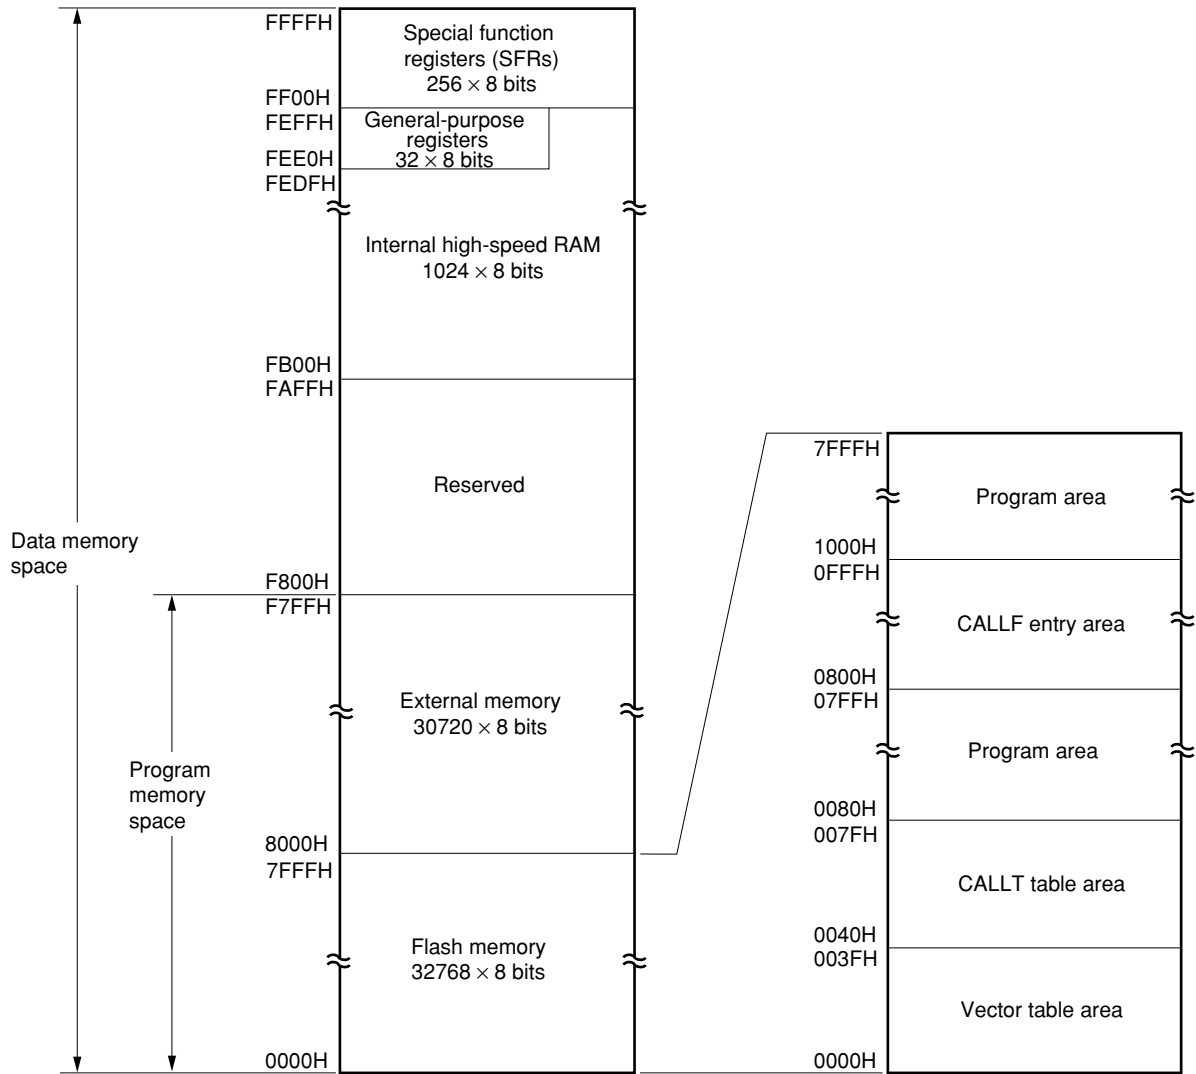 FFFFH
Special function
registers (SFRs)
256 × 8 bits
FF00H
FEFFH
General-purpose
registers
32 × 8 bits
FEE0H
FEDFH
Internal high-speed RAM
1024 × 8 bits
FB00H
FAFFH
Reserved
Data memory
space
F800H
F7FFH
External memory
30720 × 8 bits
Program
memory
space
8000H
7FFFH
Flash memory
32768 × 8 bits
0000H
7FFFH
Program area
1000H
0FFFH
CALLF entry area
0800H
07FFH
Program area
0080H
007FH
CALLT table area
0040H
003FH
Vector table area
0000H